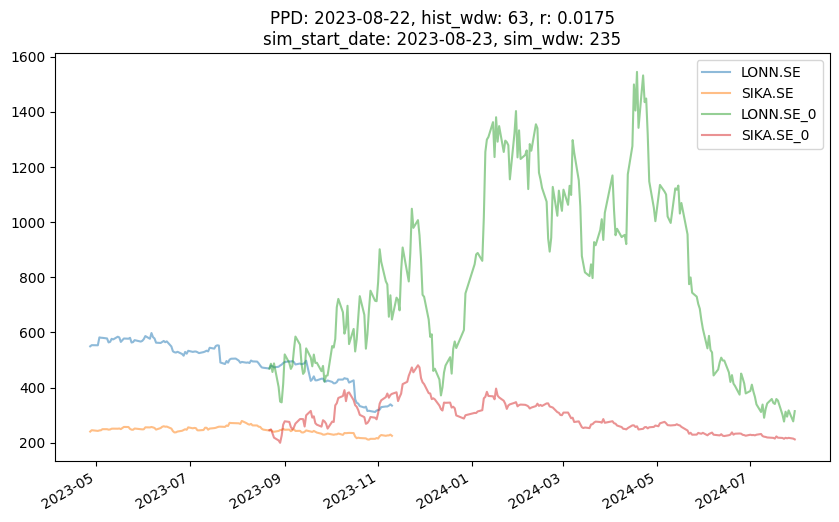 PPD: 2023-08-22, hist_wdw: 63, r: 0.0175
sim_start_date: 2023-08-23, sim_wdw: 235
1600
1400
1200
1000
800
600
400
200
LONN.SE
SIKA.SE
LONN.SE_0
SIKA.SE_0
2023-05
2023-07
2023-09
2023-11
2024-01
2024-03
2024-05
2024-07